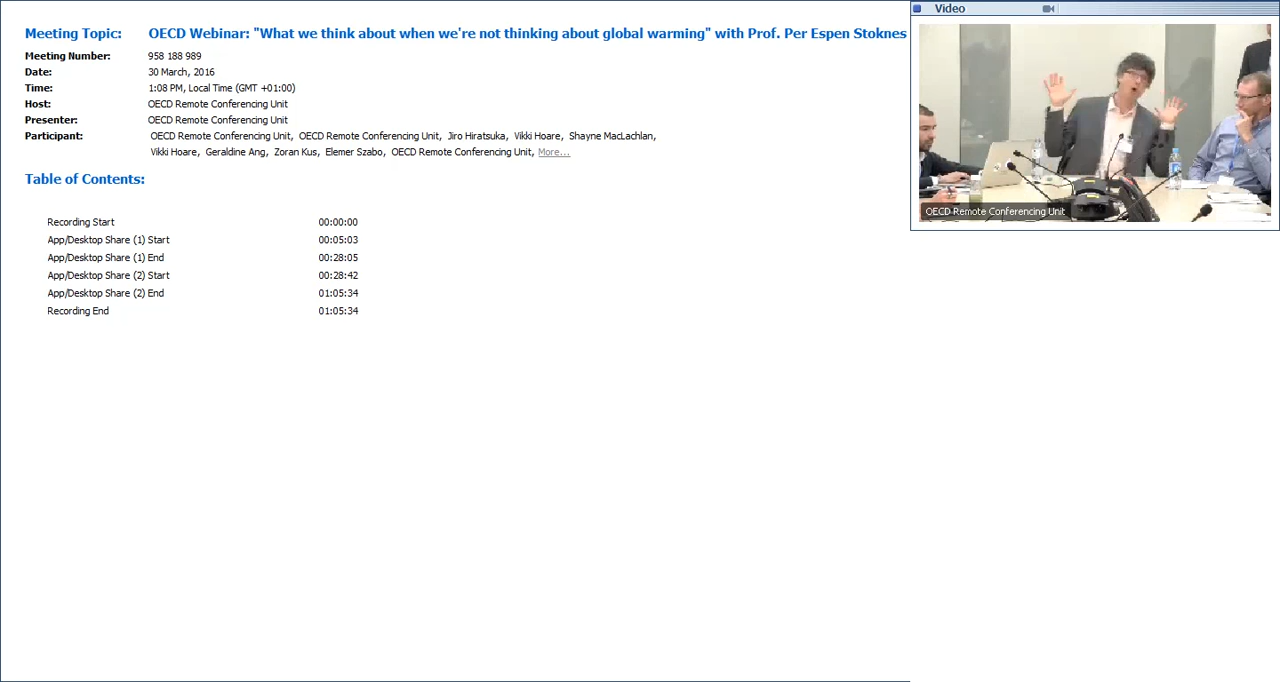 Meeting Topic: OECD Webinar: "What we think about when we're not thinking about global warming" with Prof. Per Espen Stoknes
Meeting Number: 958 188 989
Date: 30 March, 2016
Time: 1:08 PM, Local Time (GMT +01:00)
Host: OECD Remote Conferencing Unit
Presenter: OECD Remote Conferencing Unit
Participant: OECD Remote Conferencing Unit, OECD Remote Conferencing Unit, Jiro Hiratsuka, Vikki Hoare, Shayne MacLachlan,
Vikki Hoare, Geraldine Ang, Zoran Kus, Elemer Szabo, OECD Remote Conferencing Unit, More...
Table of Contents:
Recording Start 00:00:00
App/Desktop Share (1) Start 00:05:03
App/Desktop Share (1) End 00:28:05
App/Desktop Share (2) Start 00:28:42
App/Desktop Share (2) End 01:05:34
Recording End 01:05:34
Video
OECD Remote Conferencing Unit